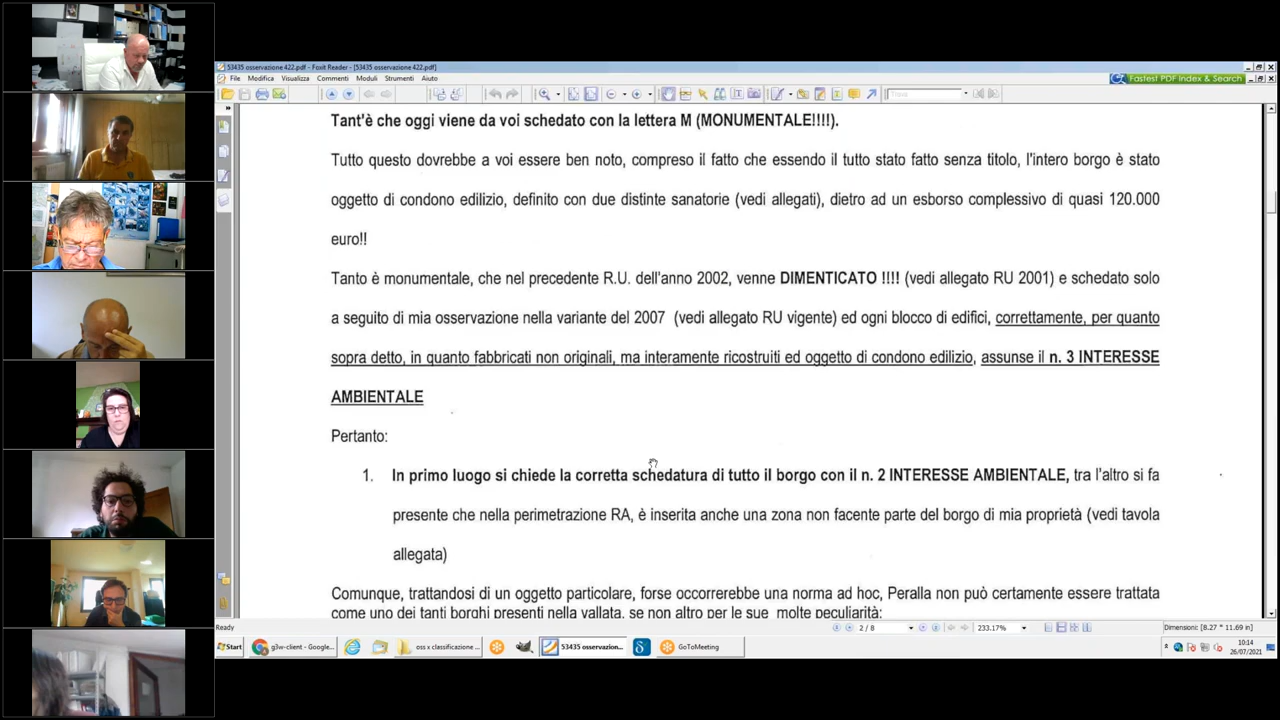 53435 osservazione 422.pdf - Foxit Reader - [53435 osservazione 422.pdf]
File Modifica Visualizza Commenti Moduli Strumenti Aiuto
Fastest PDF Index & Search
Trova
Tant'è che oggi viene da voi schedato con la lettera M (MONUMENTALE!!!!).
Tutto questo dovrebbe a voi essere ben noto, compreso il fatto che essendo il tutto stato fatto senza titolo, l'intero borgo è stato
oggetto di condono edilizio, definito con due distinte sanatorie (vedi allegati), dietro ad un esborso complessivo di quasi 120.000
euro!!
Tanto è monumentale, che nel precedente R.U. dell'anno 2002, venne DIMENTICATO !!!! (vedi allegato RU 2001) e schedato solo
a seguito di mia osservazione nella variante del 2007 (vedi allegato RU vigente) ed ogni blocco di edifici, correttamente, per quanto
sopra detto, in quanto fabbricati non originali, ma interamente ricostruiti ed oggetto di condono edilizio, assunse il n. 3 INTERESSE
AMBIENTALE
Pertanto:
1. In primo luogo si chiede la corretta schedatura di tutto il borgo con il n. 2 INTERESSE AMBIENTALE, tra l'altro si fa
presente che nella perimetrazione RA, è inserita anche una zona non facente parte del borgo di mia proprietà (vedi tavola
allegata)
Comunque, trattandosi di un oggetto particolare, forse occorrerebbe una norma ad hoc, Peralla non può certamente essere trattata
come uno dei tanti borghi presenti nella vallata, se non altro per le sue molte peculiarità:
Ready 2 / 8 233.17% Dimensioni: [8.27 * 11.69 in]
Start g3w-client - Google... oss x classificazione ... 53435 osservazion... GoToMeeting 10:14
26/07/2021